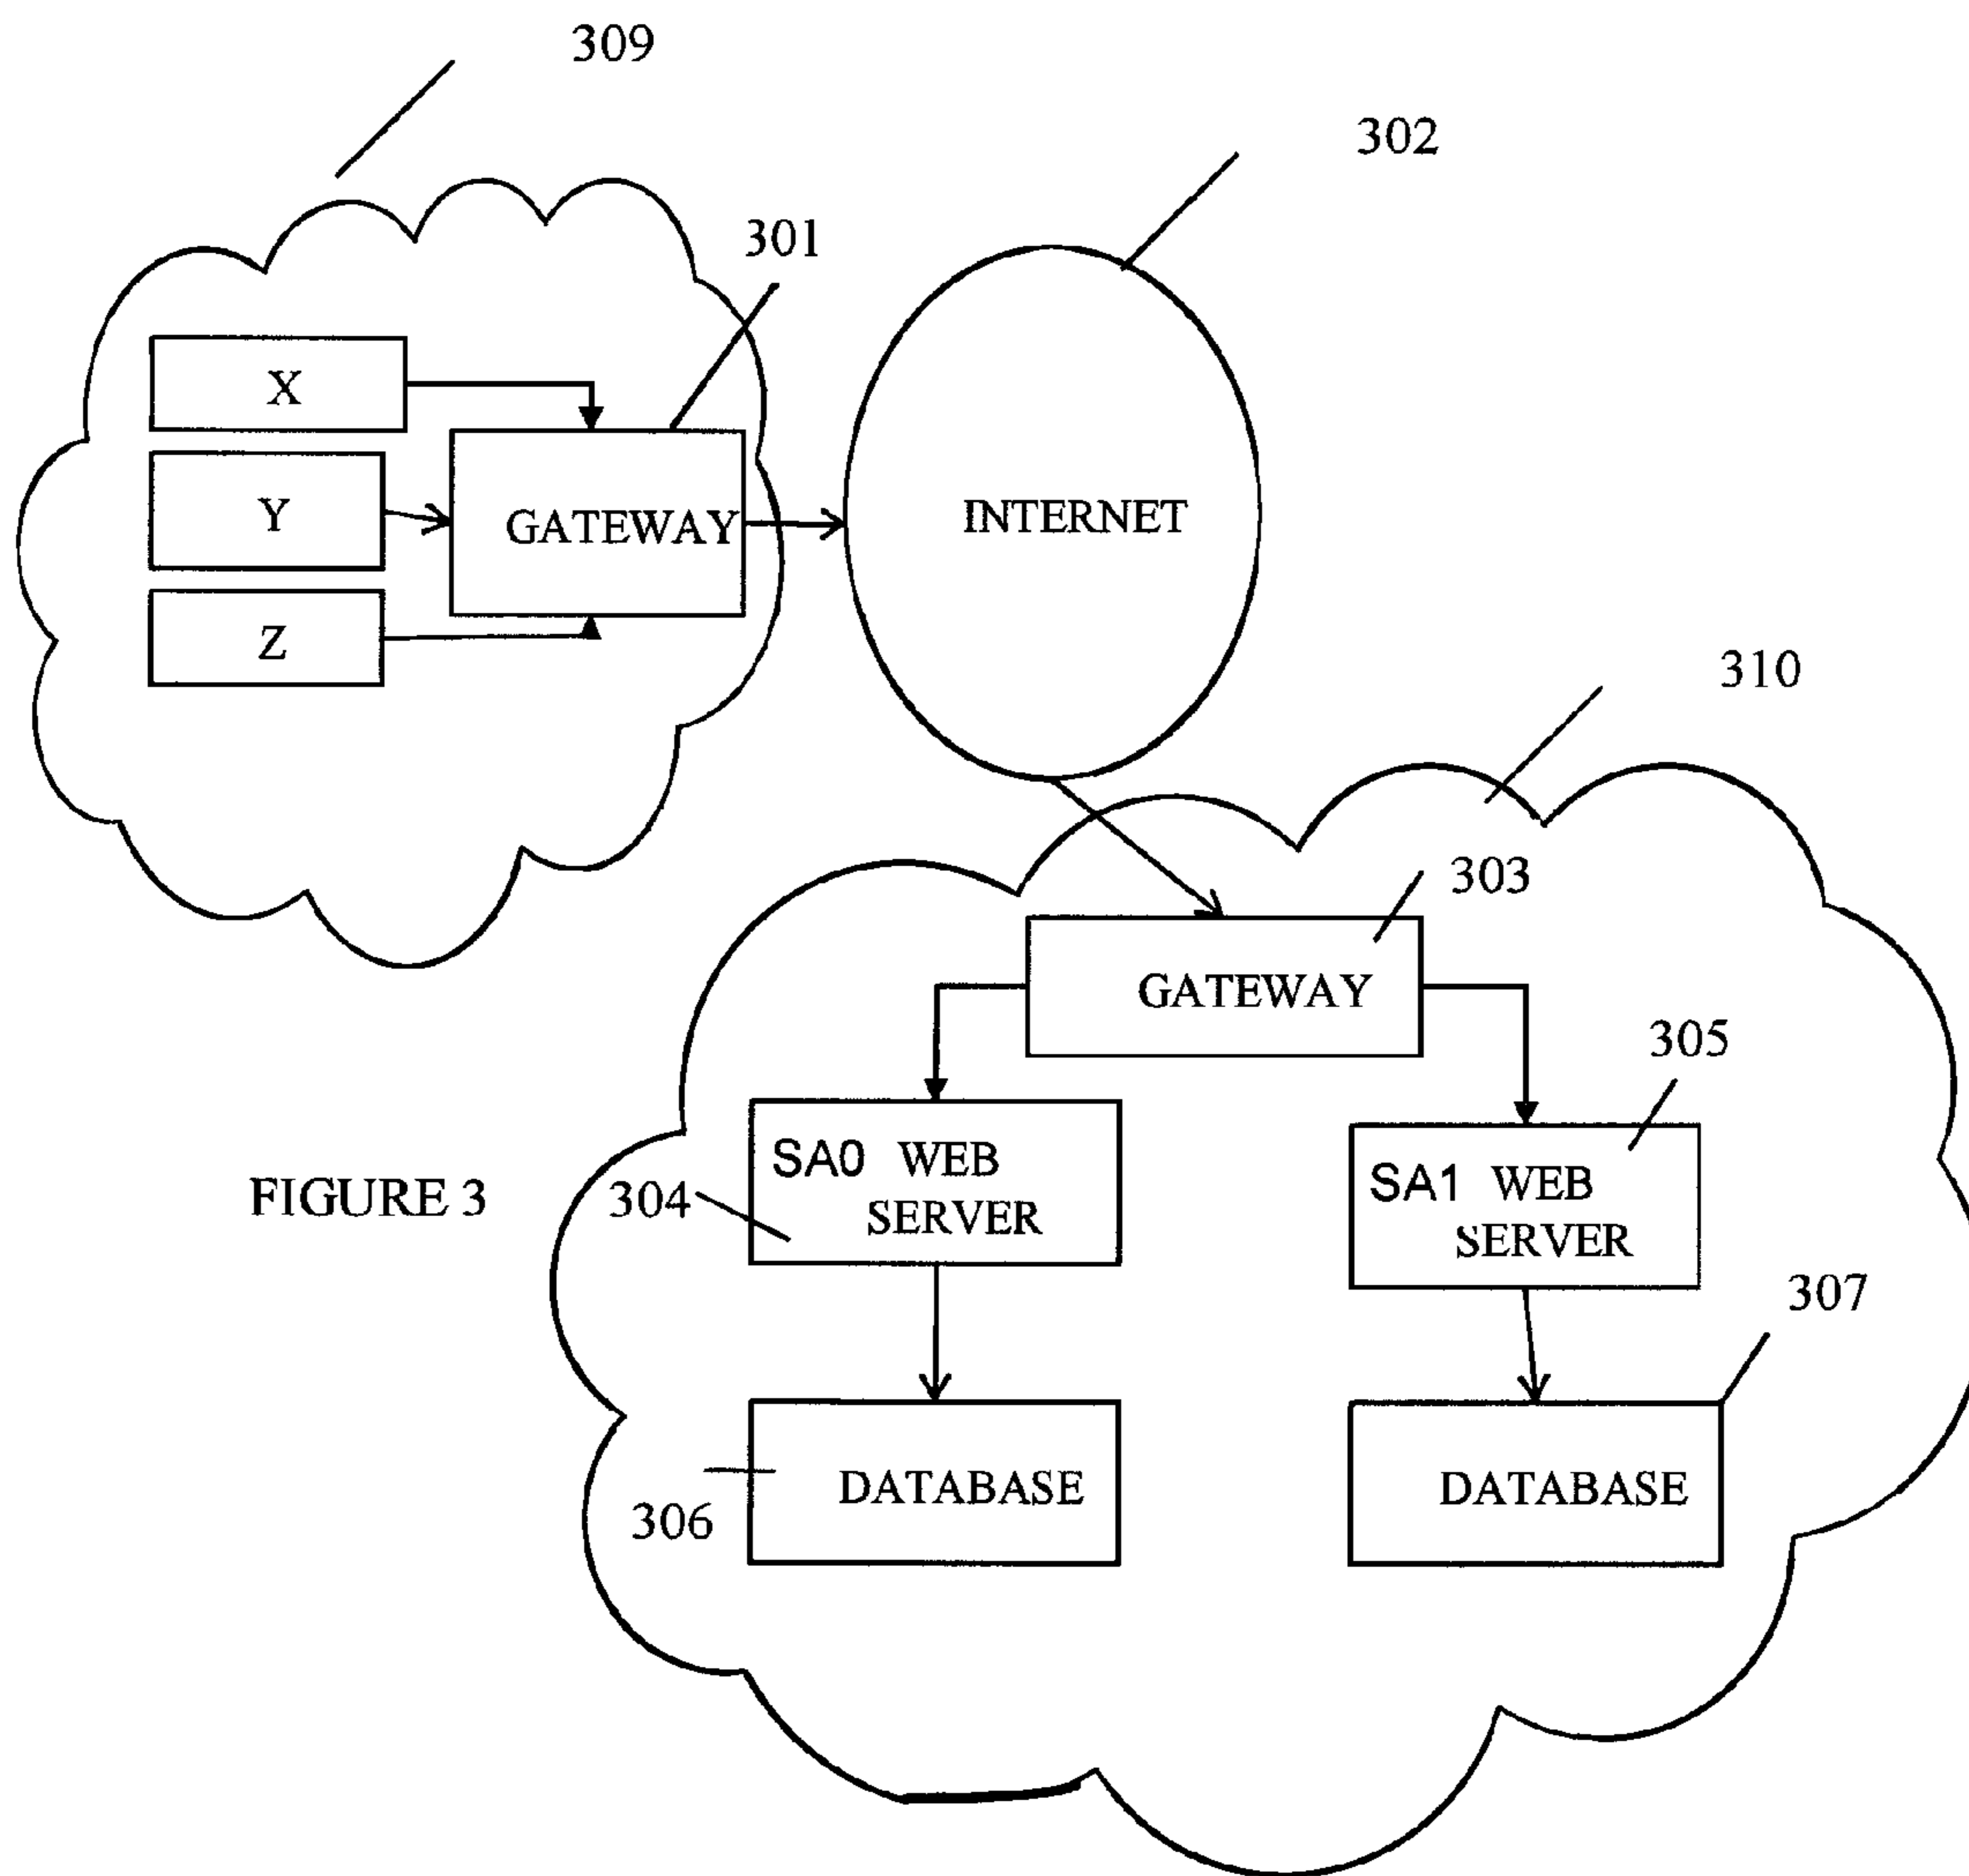 309
302
301
X
Y
GATEWAY
INTERNET
Z
310
303
GATEWAY
305
SA0 WEB
SERVER
SA1 WEB
SERVER
FIGURE 3
304
307
DATABASE
DATABASE
306